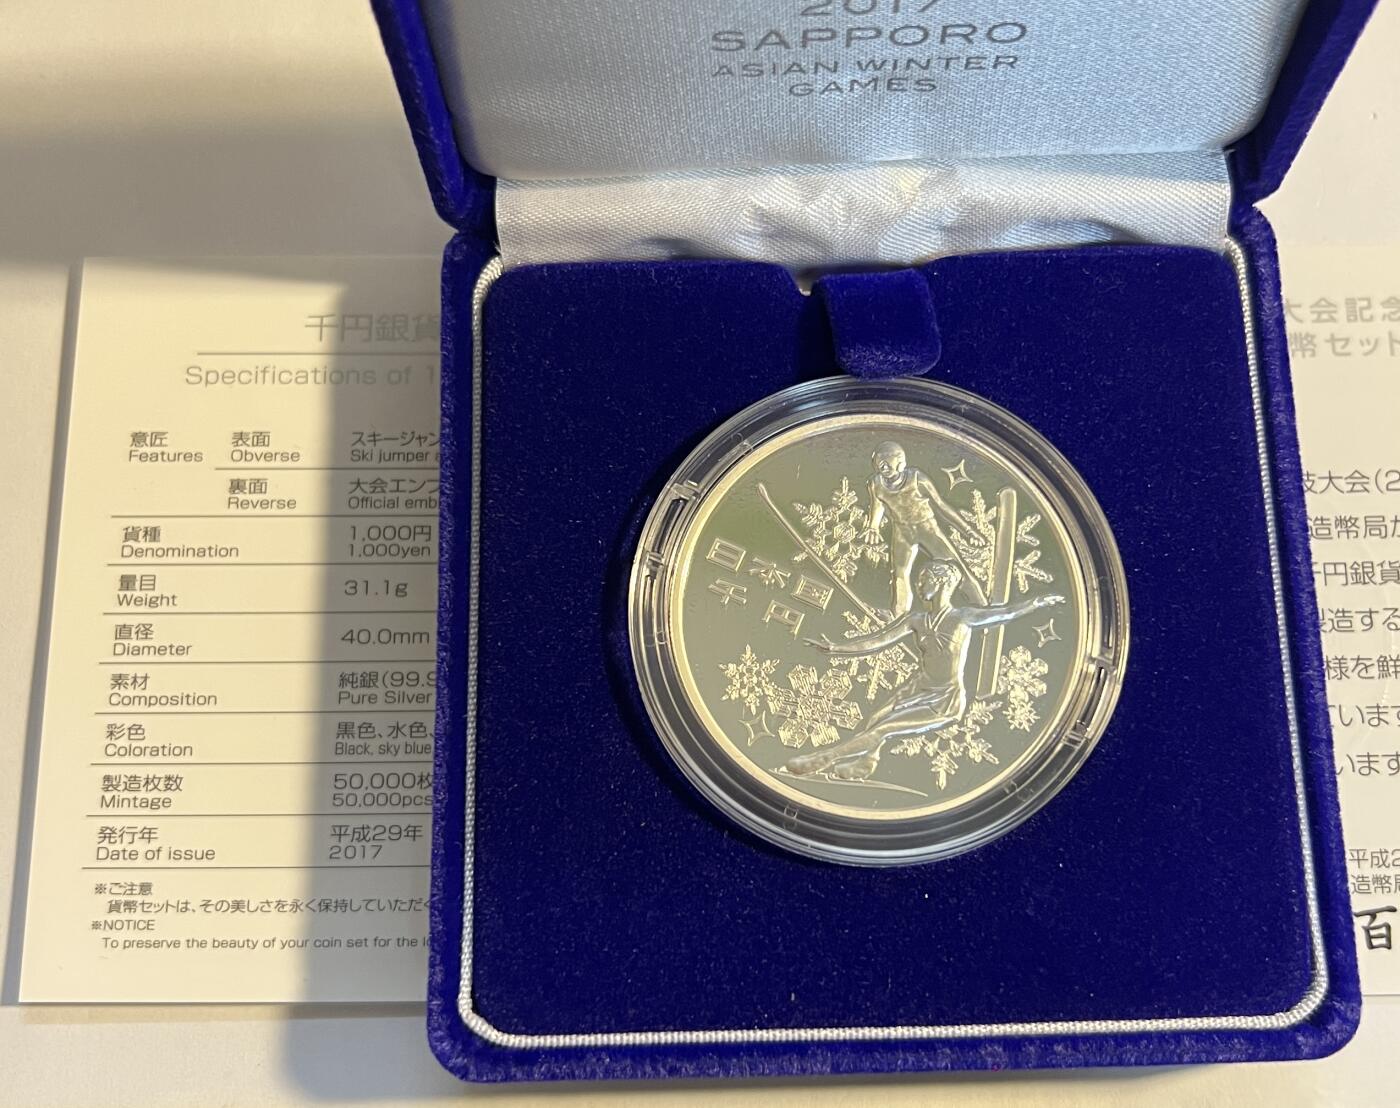 2017
SAPPORO
ASIAN WINTER
GAMES
千円銀貨
Specifications of 1
意匠
Features
表面
Obverse
スキージャン
Ski jumper
裏面
Reverse
大会エンブ
Official emb
貨種
Denomination
1,000円
1,000yen
量目
Weight
31.1g
直径
Diameter
40.0mm
素材
Composition
純銀(99.9
Pure Silver
彩色
Coloration
黒色、水色、
Black, sky blue
製造枚数
Mintage
50,000枚
50,000pcs
発行年
Date of issue
平成29年
2017
※ご注意
貨幣セットは、その美しさを永く保持していただく
※NOTICE
To preserve the beauty of your coin set for the lo
日本国
千円
大会記念
幣セット
技大会(2
造幣局が
千円銀貨
製造する
様を鮮
ています
います
平成2
造幣局
百